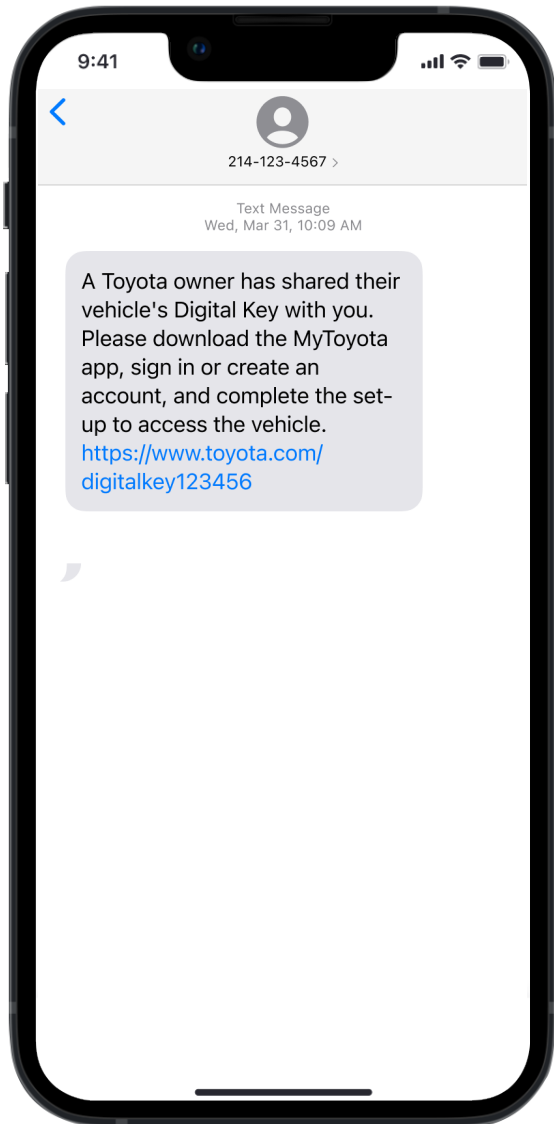 9:41
214-123-4567
Text Message
Wed, Mar 31, 10:09 AM
A Toyota owner has shared their
vehicle's Digital Key with you.
Please download the MyToyota
app, sign in or create an
account, and complete the set-
up to access the vehicle.
https://www.toyota.com/
digitalkey123456